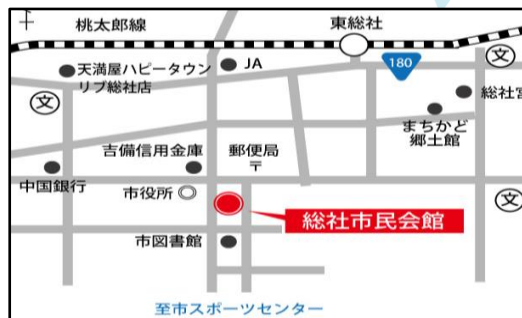 桃太郎線
東総社
天満屋ハピータウン
リブ総社店
JA
180
文
文
総社宮
まちかど
郷土館
吉備信用金庫
郵便局
〒
中国銀行
市役所
文
総社市民会館
市図書館
至市スポーツセンター